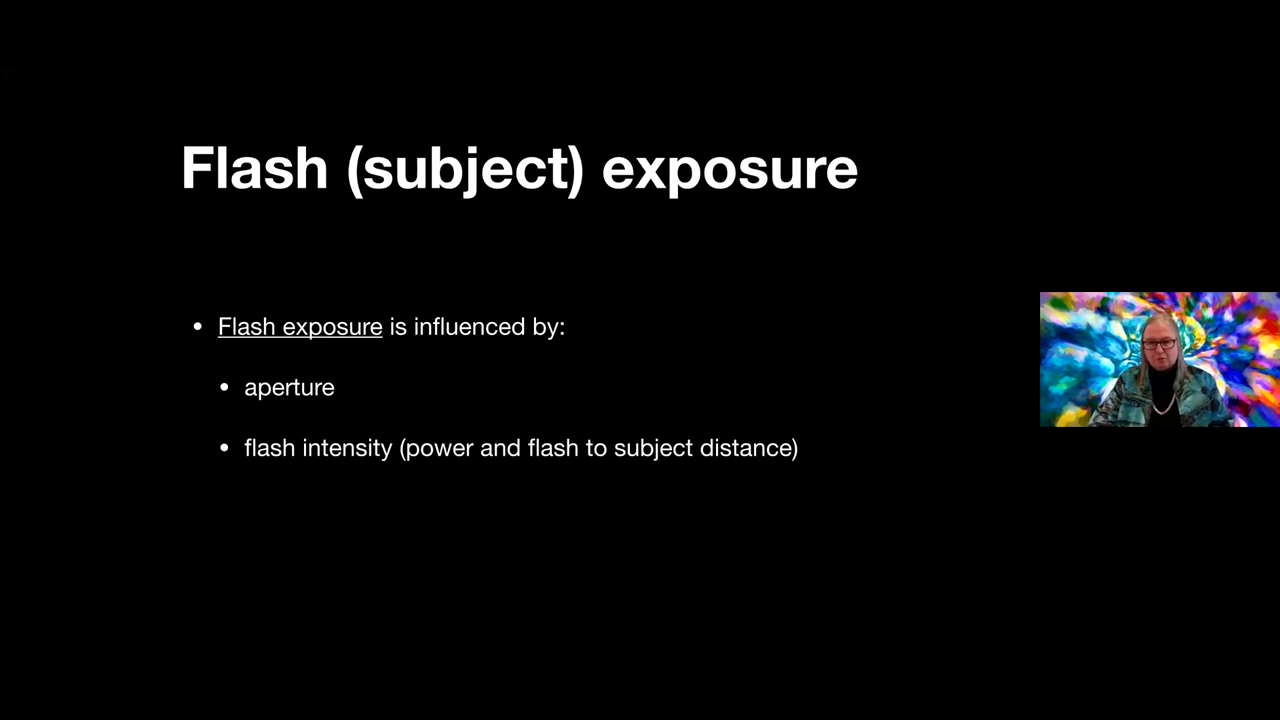 Flash (subject) exposure
• Flash exposure is influenced by:
• aperture
• flash intensity (power and flash to subject distance)